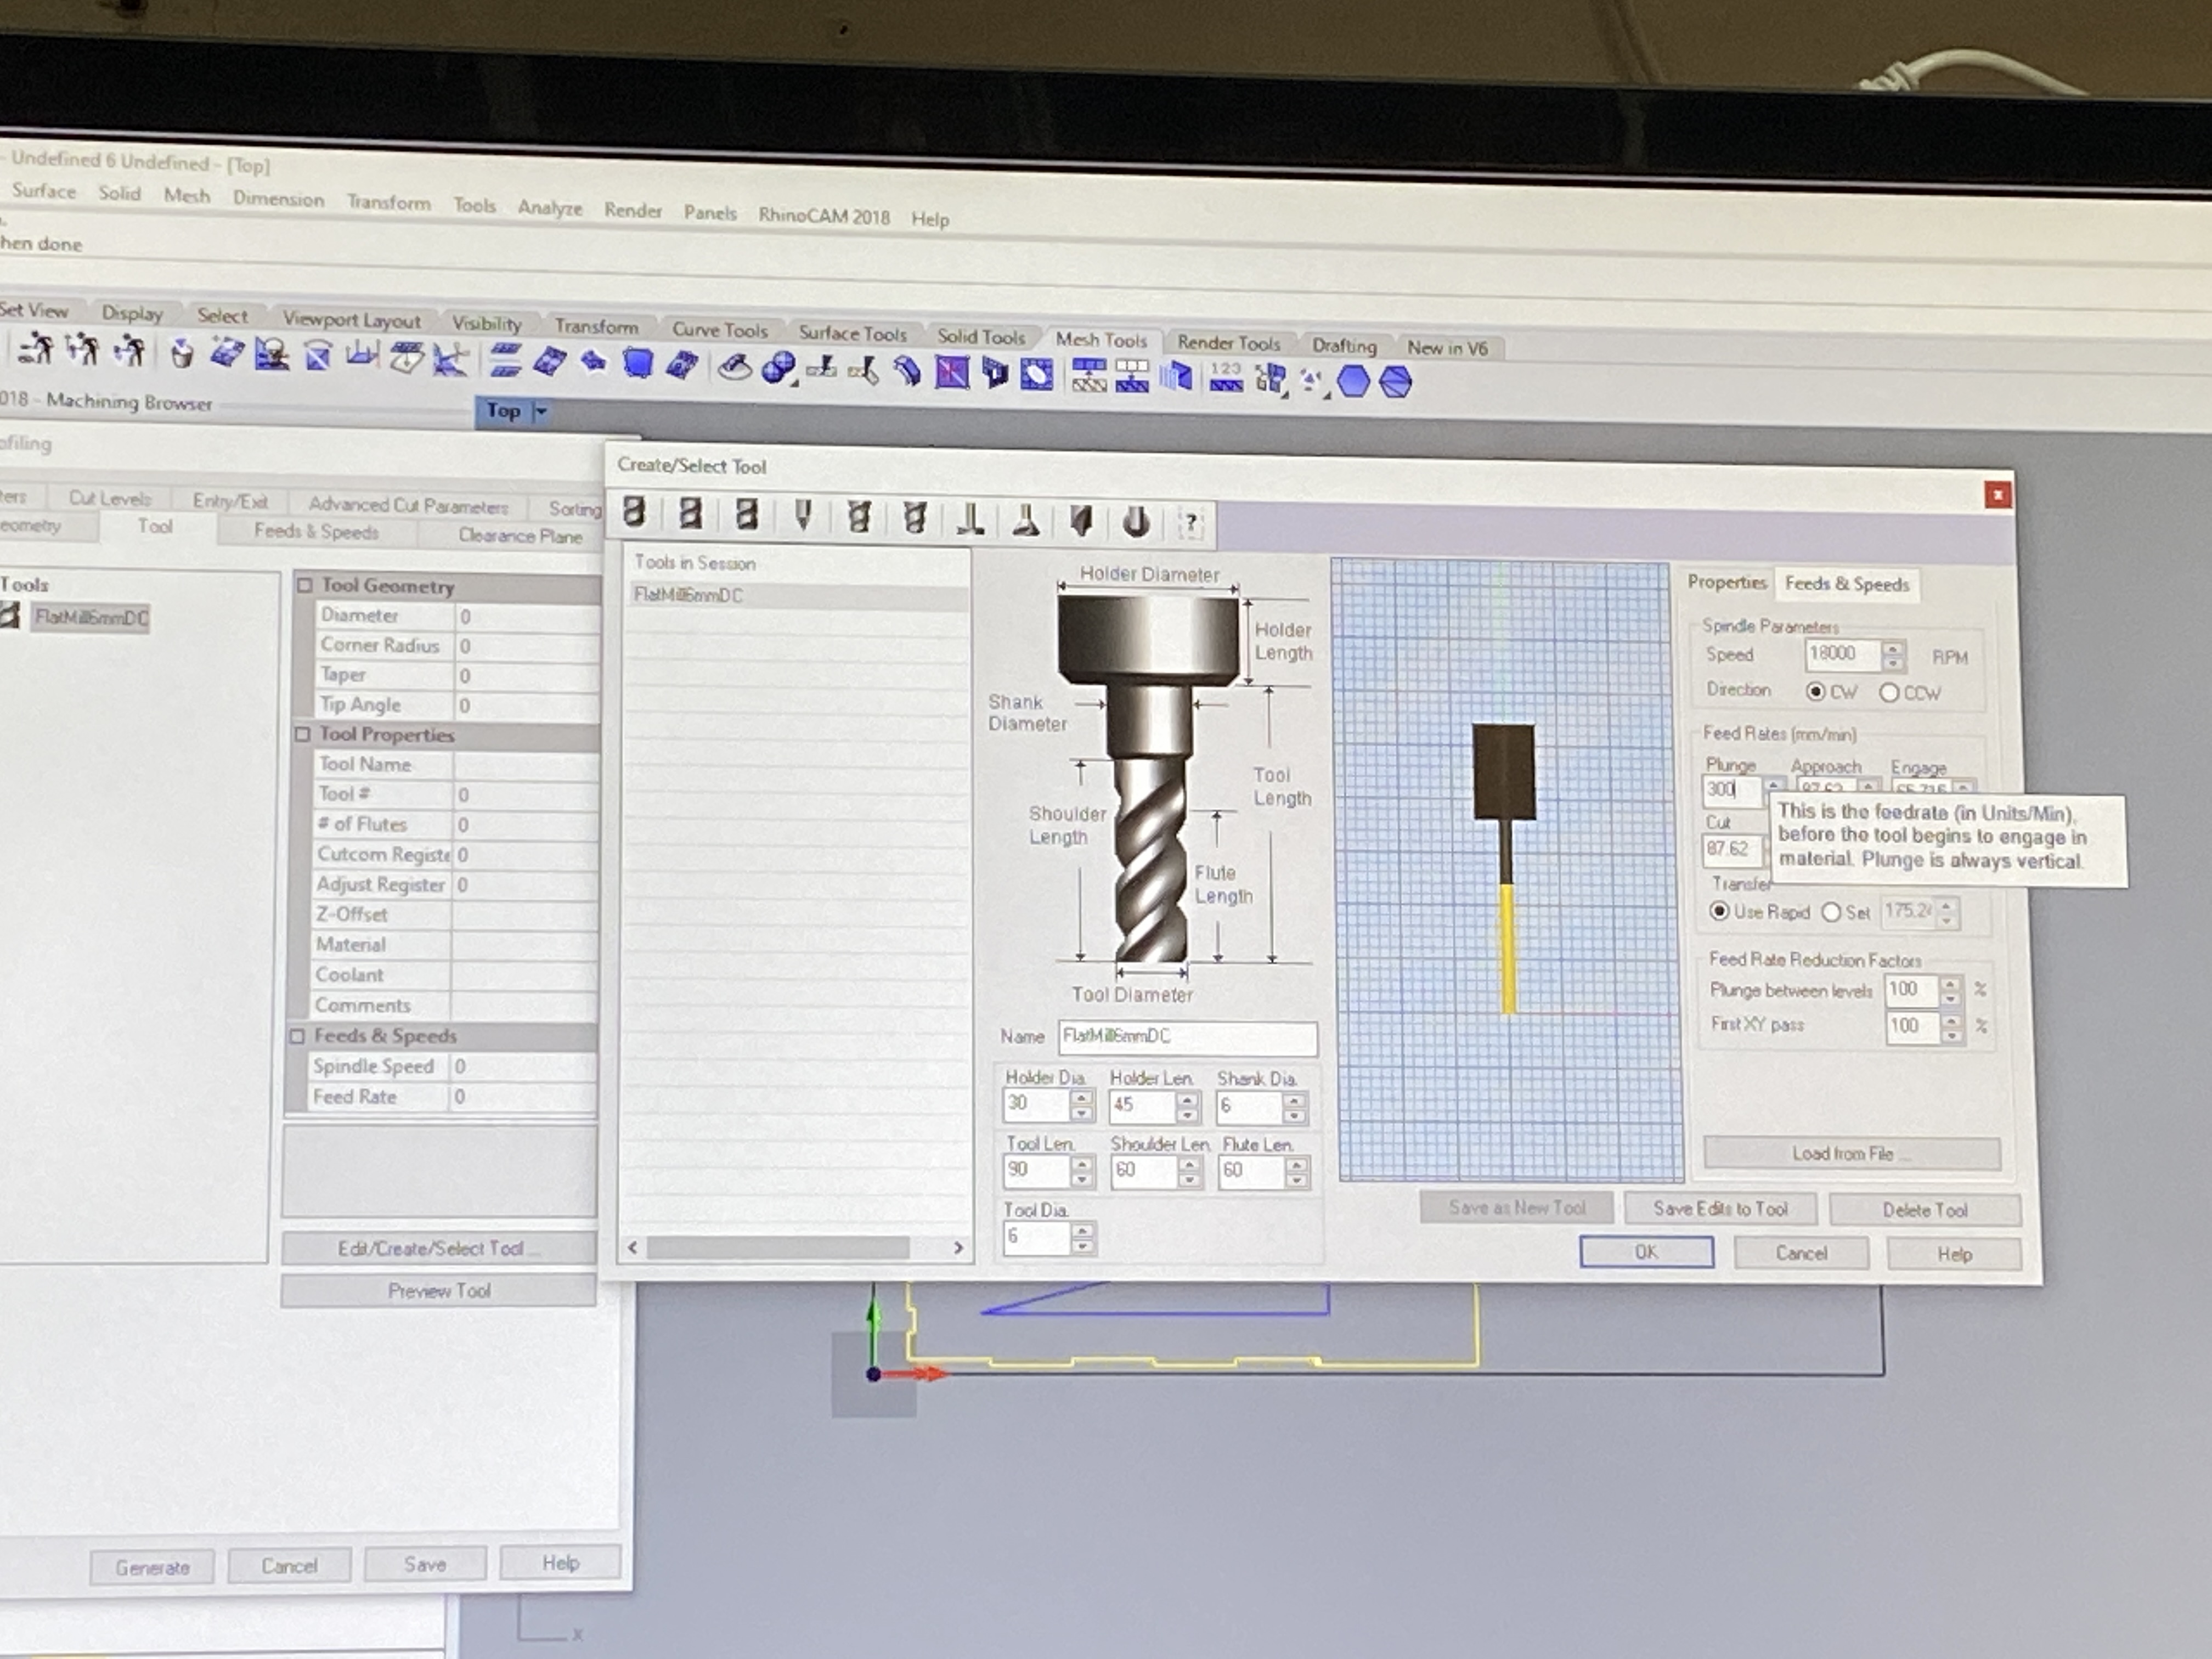 - Undefined 6 Undefined - [Top]
Surface Solid Mesh Dimension Transform Tools Analyze Render Panels RhinoCAM 2018 Help
hen done
Set View Display Select Viewport Layout Visibility Transform Curve Tools Surface Tools Solid Tools Mesh Tools Render Tools Drafting New in V6
123
018 - Machining Browser
Top
ofiling
ters Cut Levels Entry/Exit Advanced Cut Parameters Sorting
eometry Tool Feeds & Speeds Clearance Plane
Tools
FlatMill6mmDC
Tool Geometry
Diameter 0
Corner Radius 0
Taper 0
Tip Angle 0
Tool Properties
Tool Name
Tool # 0
# of Flutes 0
Cutcom Registe 0
Adjust Register 0
Z-Offset
Material
Coolant
Comments
Feeds & Speeds
Spindle Speed 0
Feed Rate 0
Edit/Create/Select Tool ...
Preview Tool
Generate Cancel Save Help
Create/Select Tool
?
Tools in Session
FlatMill6mmDC
Holder Diameter
Holder
Length
Shank
Diameter
Tool
Length
Shoulder
Length
Flute
Length
Tool Diameter
Name FlatMill6mmDC
Holder Dia. Holder Len. Shank Dia.
30 45 6
Tool Len. Shoulder Len. Flute Len.
90 60 60
Tool Dia.
6
Properties Feeds & Speeds
Spindle Parameters
Speed 18000 RPM
Direction CW CCW
Feed Rates (mm/min)
Plunge Approach Engage
300
Cut
87.62
This is the feedrate (in Units/Min),
before the tool begins to engage in
material. Plunge is always vertical.
Transfer
Use Rapid Set 175.24
Feed Rate Reduction Factors
Plunge between levels 100 %
First XY pass 100 %
Load from File ...
Save as New Tool Save Edits to Tool Delete Tool
OK Cancel Help
x